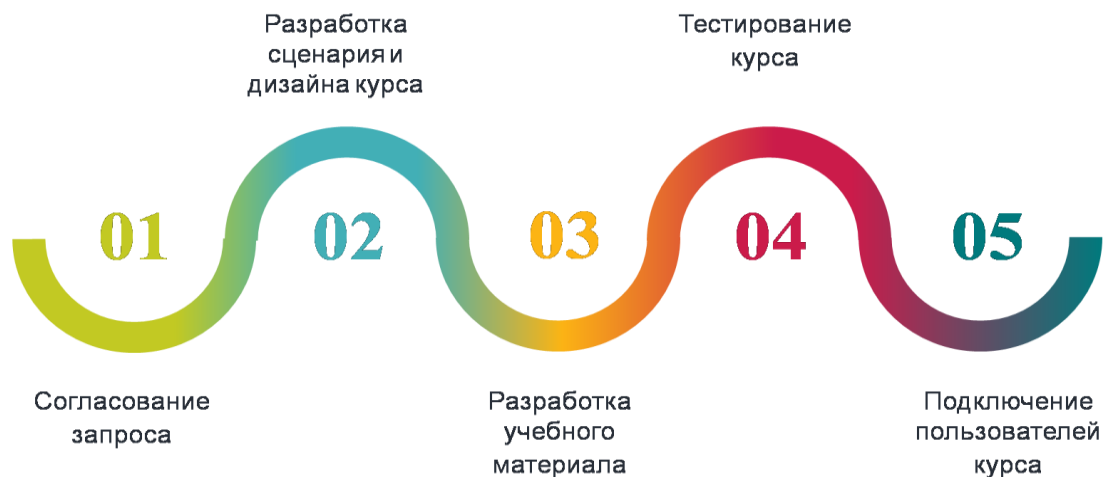 Разработка
сценария и
дизайна курса
Тестирование
курса
01
02
03
04
05
Согласование
запроса
Разработка
учебного
материала
Подключение
пользователей
курса